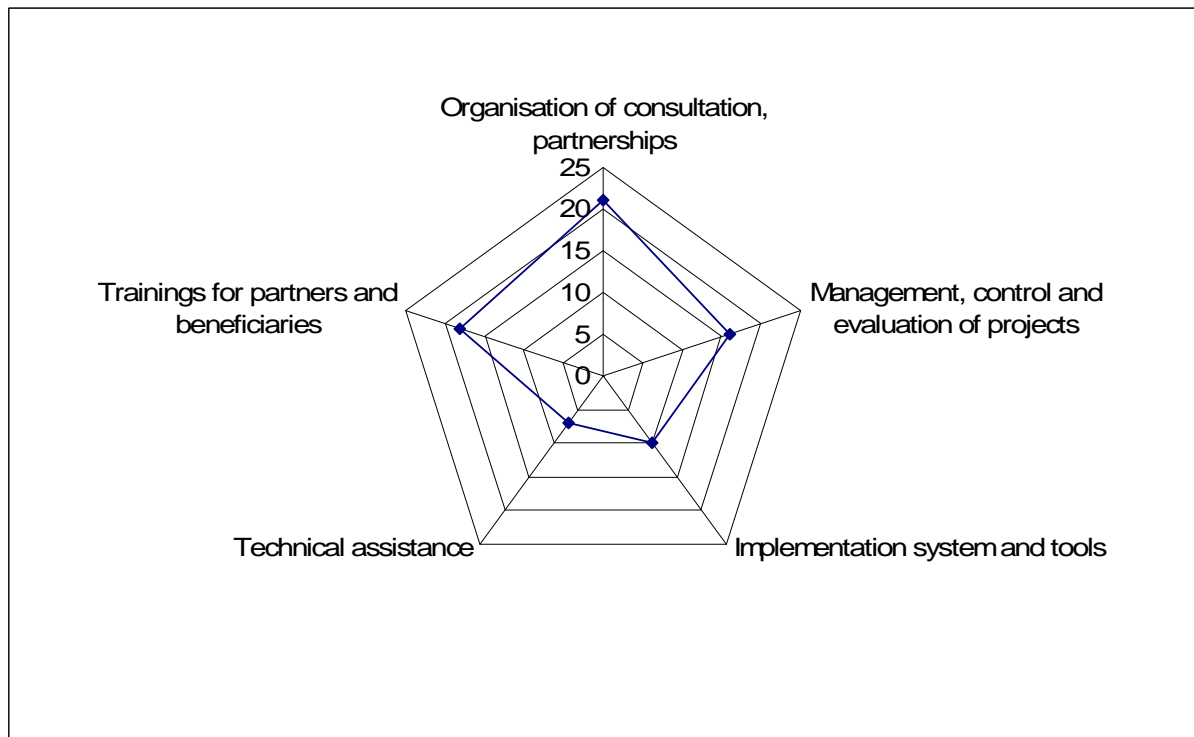 Organisation of consultation,
partnerships
25
20
15
10
5
0
Trainings for partners and
beneficiaries
Management, control and
evaluation of projects
Technical assistance
Implementation system and tools